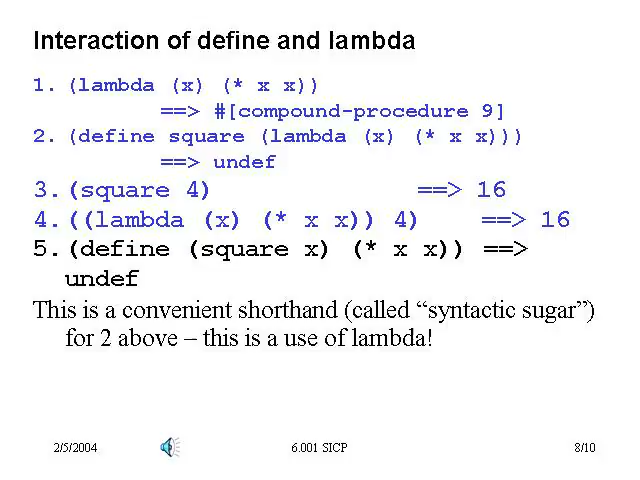 Interaction of define and lambda
1. (lambda (x) (* x x))
==> #[compound-procedure 9]
2. (define square (lambda (x) (* x x)))
==> undef
3. (square 4) ==> 16
4. ((lambda (x) (* x x)) 4) ==> 16
5. (define (square x) (* x x)) ==>
undef
This is a convenient shorthand (called “syntactic sugar”)
for 2 above – this is a use of lambda!
2/5/2004 6.001 SICP 8/10